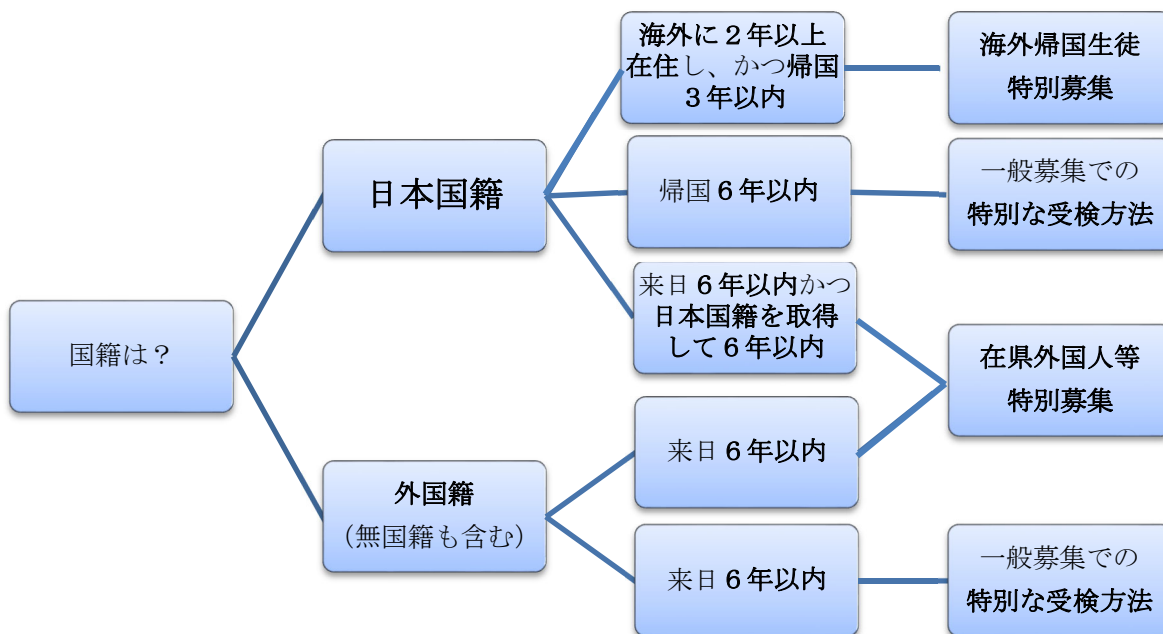 国籍は？
日本国籍
海外に２年以上
在住し、かつ帰国
３年以内
海外帰国生徒
特別募集
帰国６年以内
一般募集での
特別な受検方法
来日６年以内かつ
日本国籍を取得
して６年以内
在県外国人等
特別募集
外国籍
（無国籍も含む）
来日６年以内
来日６年以内
一般募集での
特別な受検方法